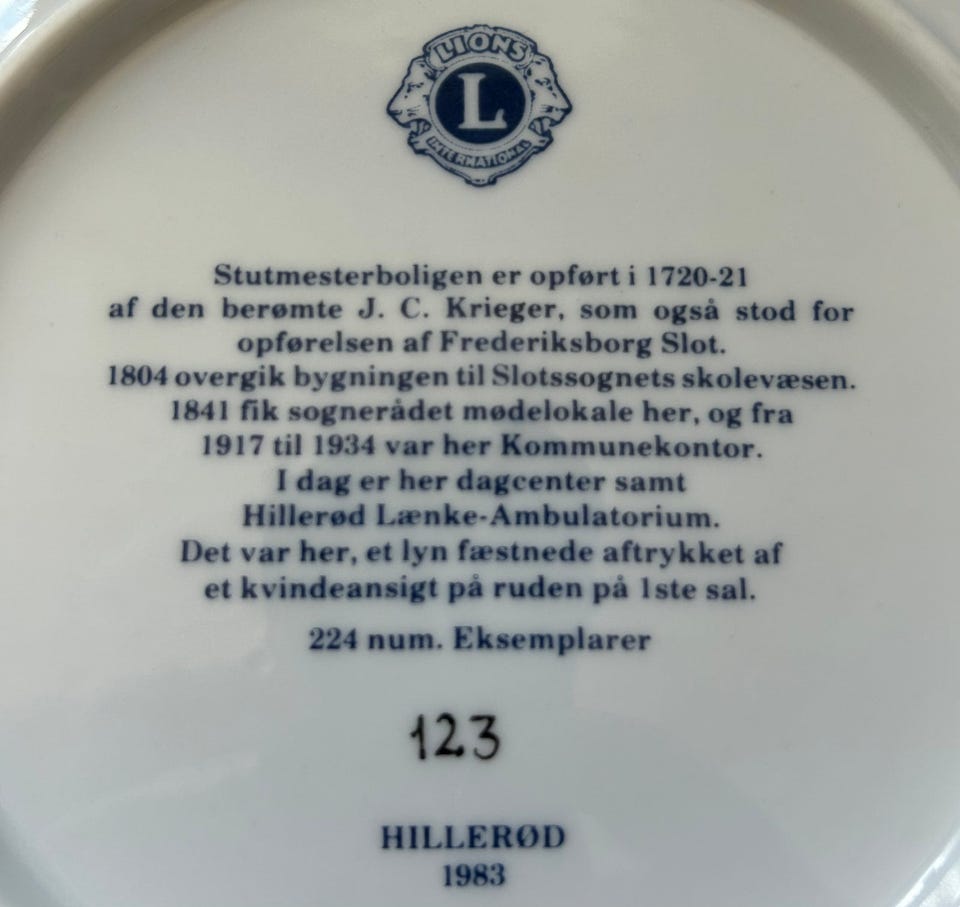 LIONS
L
INTERNATIONAL
Stutmesterboligen er opført i 1720-21
af den berømte J. C. Krieger, som også stod for
opførelsen af Frederiksborg Slot.
1804 overgik bygningen til Slotssognets skolevæsen.
1841 fik sognerådet mødelokale her, og fra
1917 til 1934 var her Kommunekontor.
I dag er her dagcenter samt
Hillerød Lænke-Ambulatorium.
Det var her, et lyn fæstnede aftrykket af
et kvindeansigt på ruden på 1ste sal.
224 num. Eksemplarer
123
HILLERØD
1983